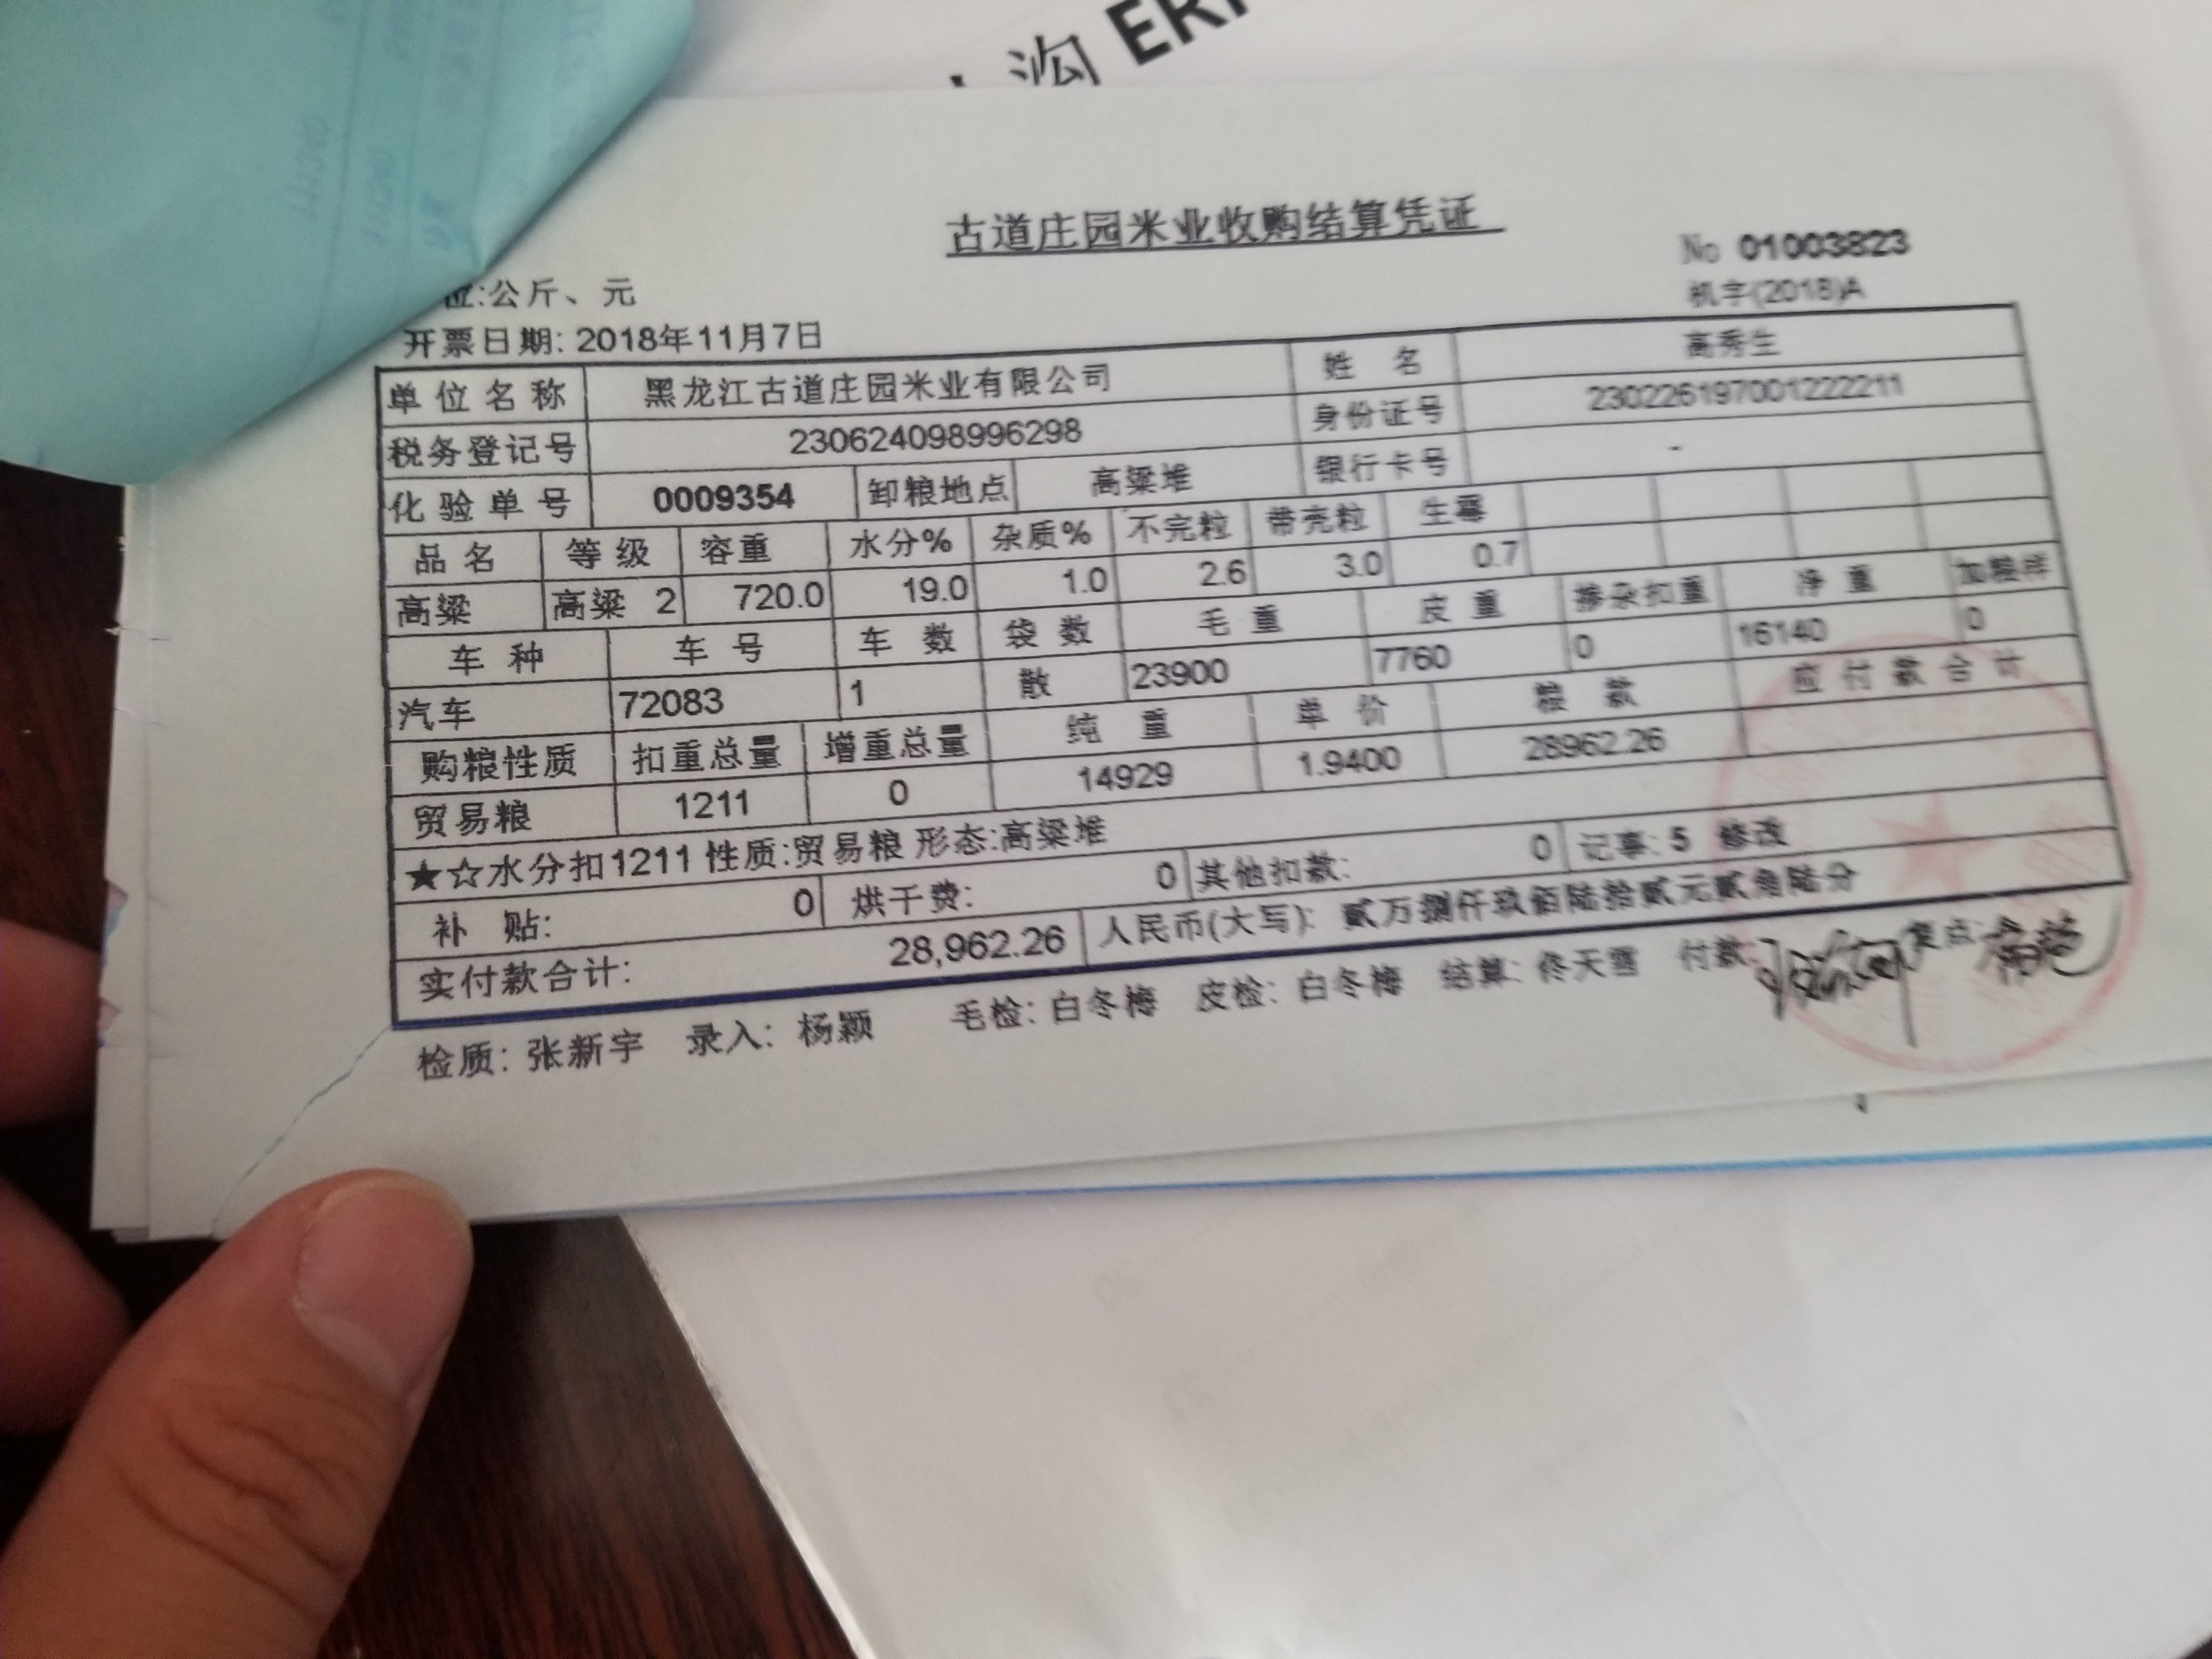 古道庄园米业收购结算凭证
No 01003823
位:公斤、元
机字(2018)A
开票日期: 2018年11月7日
单位名称 黑龙江古道庄园米业有限公司 姓名 高秀生
税务登记号 230624098996298 身份证号 230226197001222211
化验单号 0009354 卸粮地点 高粱堆 银行卡号 -
品名 等级 容重 水分% 杂质% 不完粒 带壳粒 生霉
高粱 高粱 2 720.0 19.0 1.0 2.6 3.0 0.7
车种 车号 车数 袋数 毛重 皮重 掺杂扣重 净重
汽车 72083 1 散 23900 7760 0 16140 0
购粮性质 扣重总量 增重总量 纯重 单价 粮款 应付款合计
贸易粮 1211 0 14929 1.9400 28962.26
★☆水分扣1211 性质:贸易粮 形态:高粱堆
补贴: 0 烘干费: 0 其他扣款: 0 记事: 5 修改
实付款合计: 28,962.26 人民币(大写): 贰万捌仟玖佰陆拾贰元贰角陆分
检质: 张新宇 录入: 杨颖 毛检: 白冬梅 皮检: 白冬梅 结算: 佟天雪 付款: 复点:
ERP